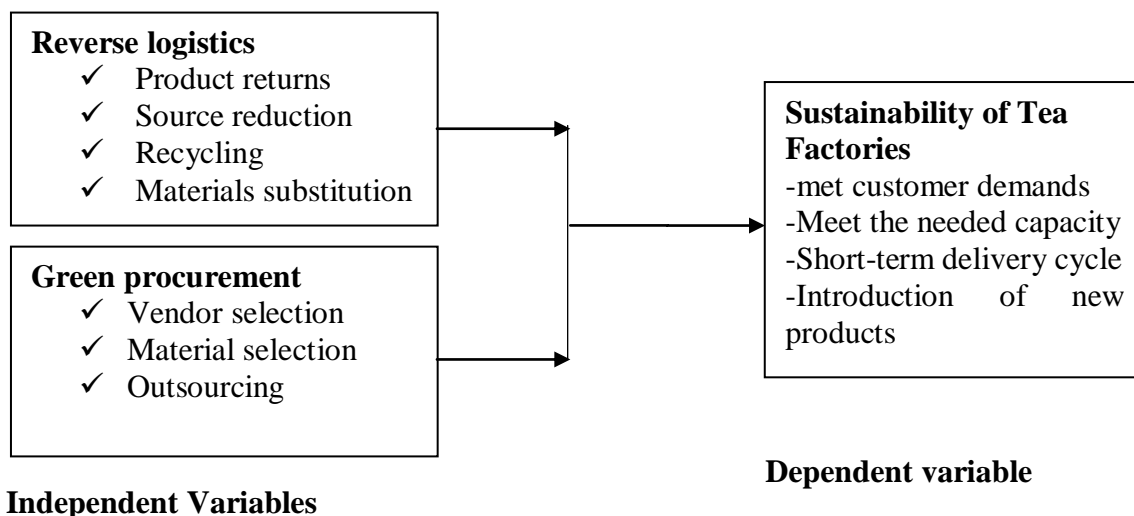 Reverse logistics
✓ Product returns
✓ Source reduction
✓ Recycling
✓ Materials substitution
Green procurement
✓ Vendor selection
✓ Material selection
✓ Outsourcing
Independent Variables
Sustainability of Tea
Factories
-met customer demands
-Meet the needed capacity
-Short-term delivery cycle
-Introduction of new
products
Dependent variable